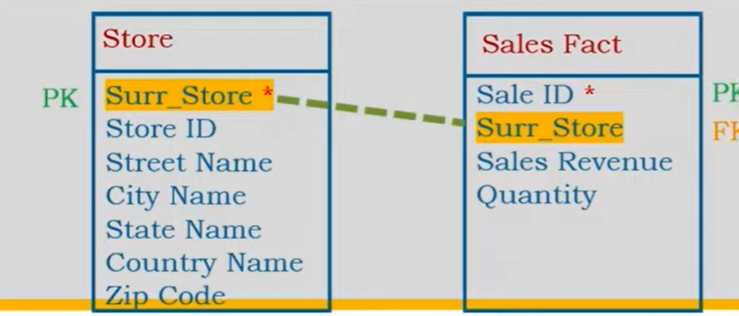 Store
PK
Surr_Store *
Store ID
Street Name
City Name
State Name
Country Name
Zip Code
Sales Fact
Sale ID *
PK
Surr_Store
FK
Sales Revenue
Quantity